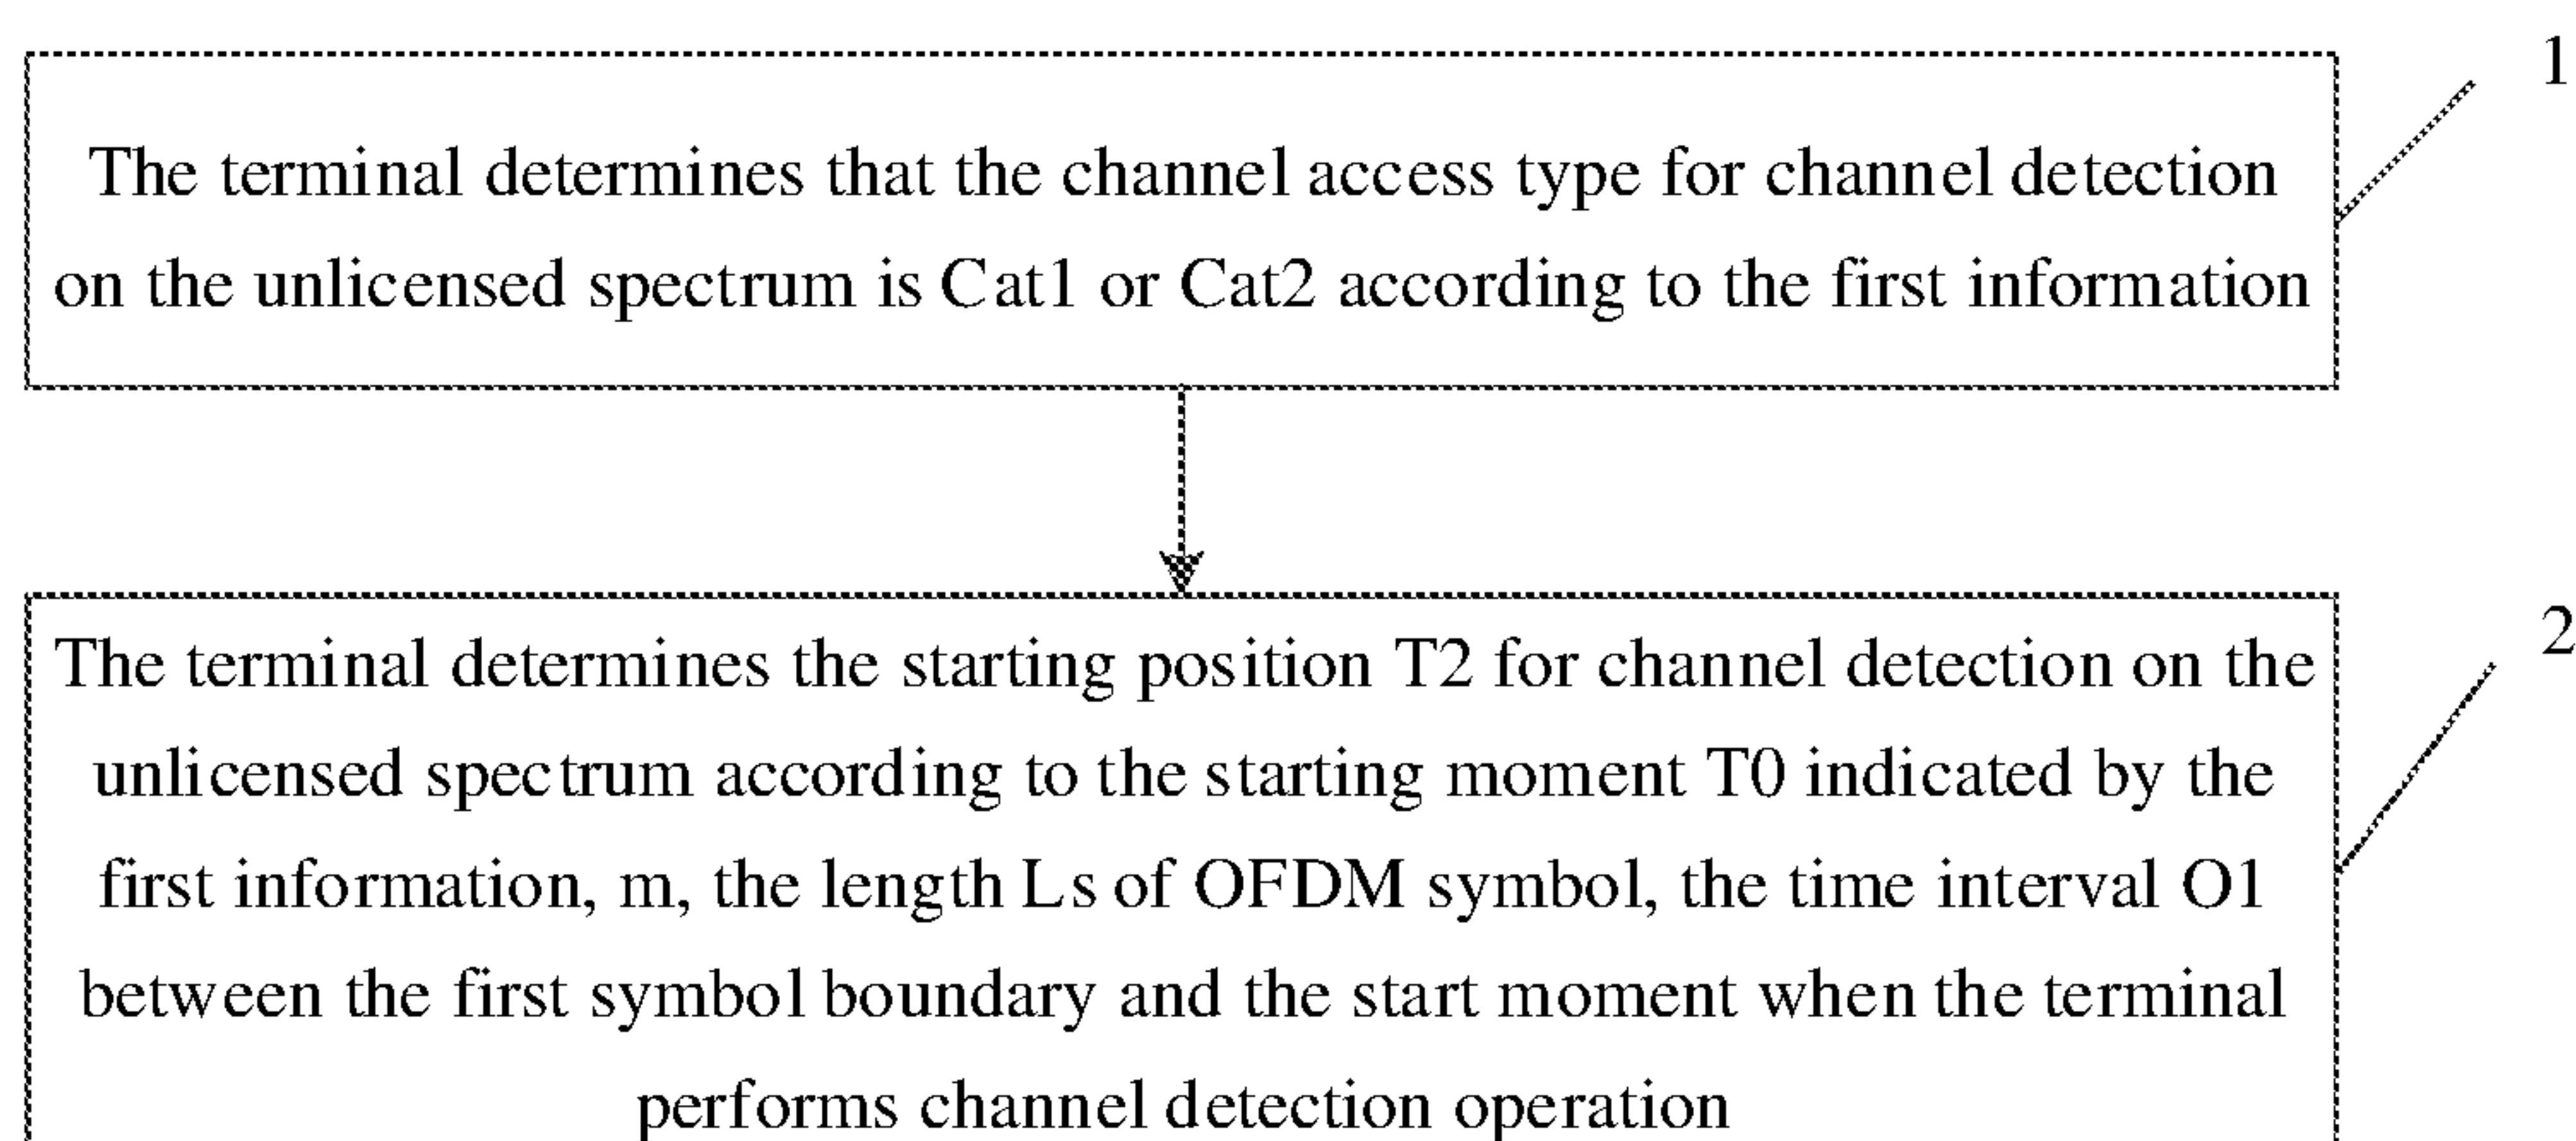 1
The terminal determines that the channel access type for channel detection
on the unlicensed spectrum is Cat1 or Cat2 according to the first information
2
The terminal determines the starting position T2 for channel detection on the
unlicensed spectrum according to the starting moment T0 indicated by the
first information, m, the length Ls of OFDM symbol, the time interval O1
between the first symbol boundary and the start moment when the terminal
performs channel detection operation